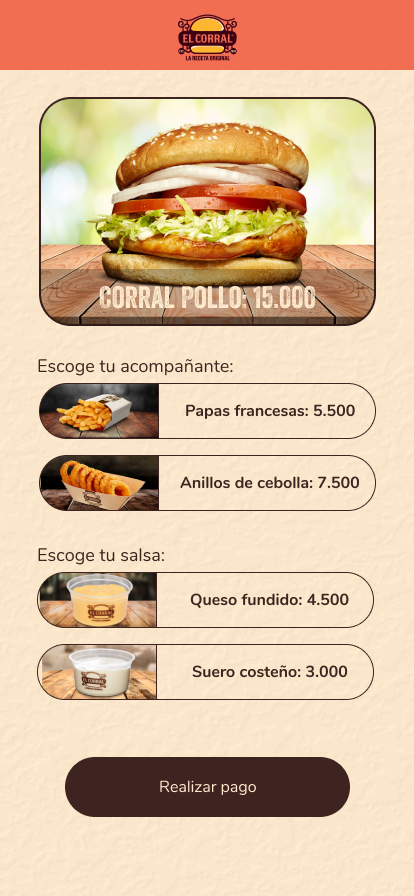 EL CORRAL
LA RECETA ORIGINAL
CORRAL POLLO: 15.000
Escoge tu acompañante:
Papas francesas: 5.500
Anillos de cebolla: 7.500
Escoge tu salsa:
Queso fundido: 4.500
Suero costeño: 3.000
Realizar pago